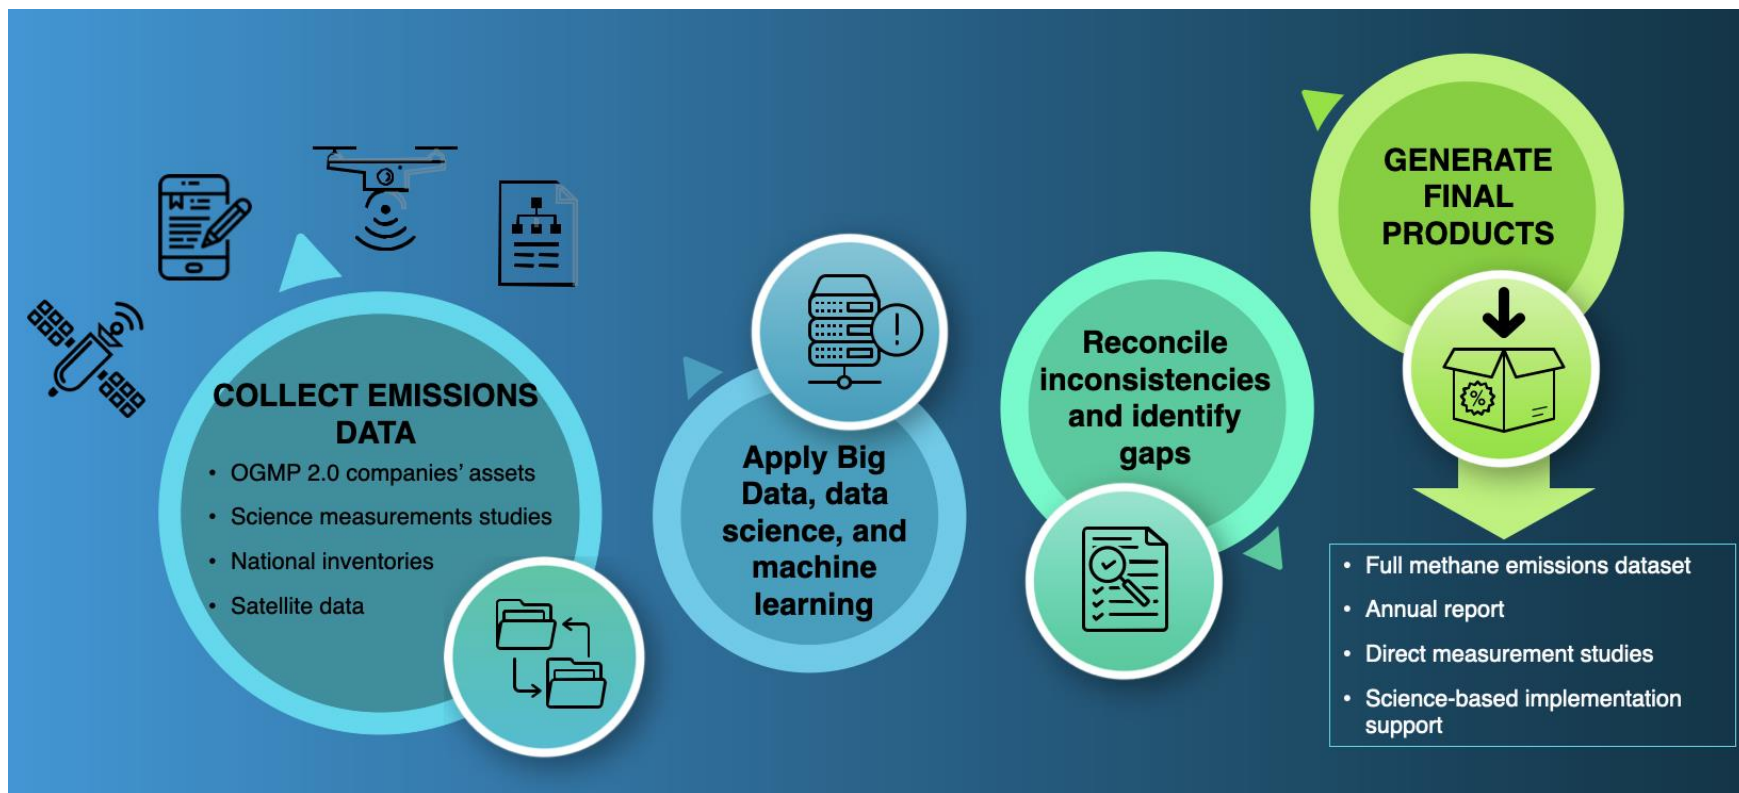 COLLECT EMISSIONS
DATA
• OGMP 2.0 companies’ assets
• Science measurements studies
• National inventories
• Satellite data
Apply Big
Data, data
science, and
machine
learning
Reconcile
inconsistencies
and identify
gaps
GENERATE
FINAL
PRODUCTS
%
• Full methane emissions dataset
• Annual report
• Direct measurement studies
• Science-based implementation
support